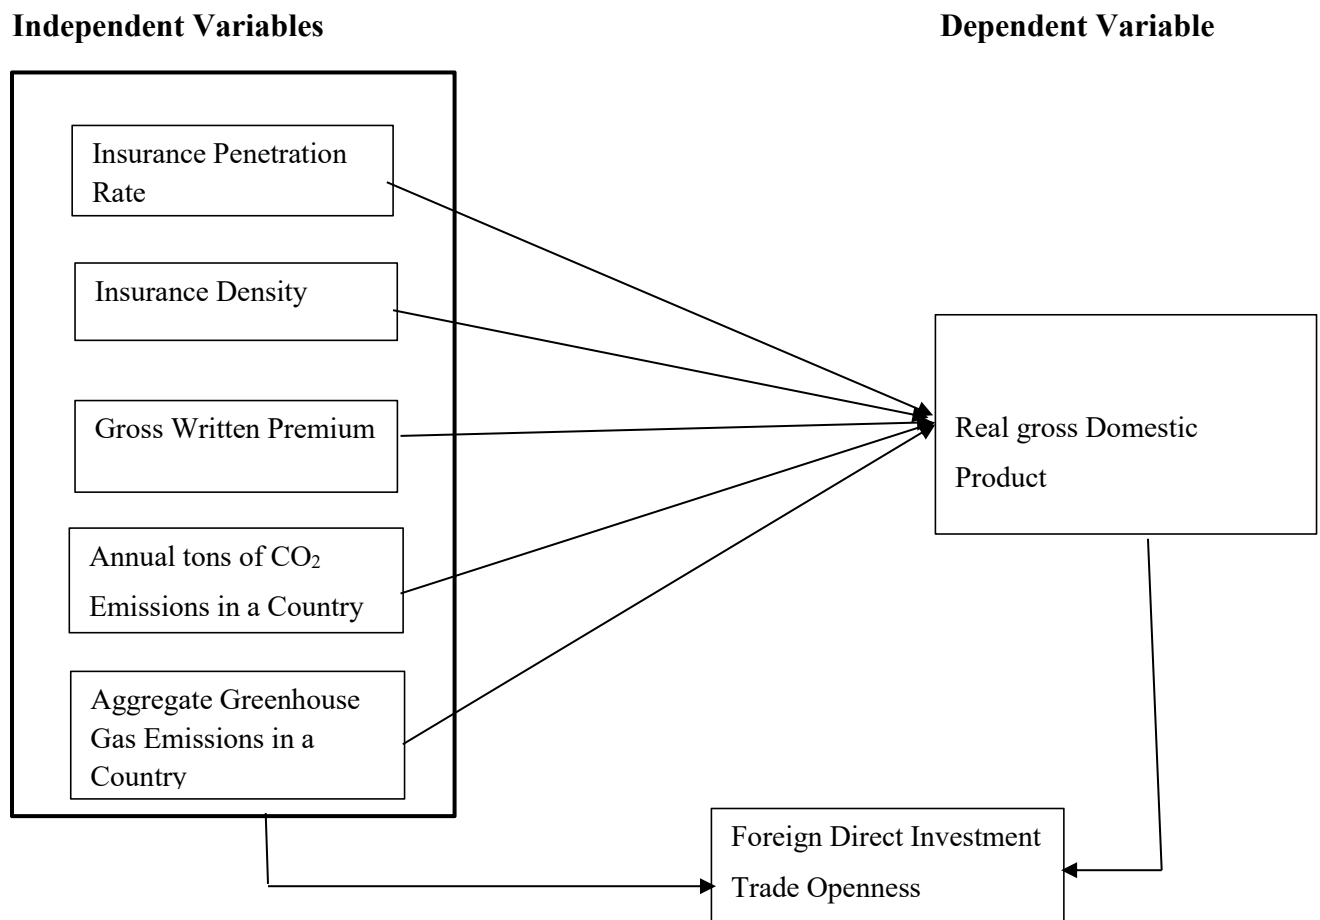 Independent Variables
Dependent Variable
Insurance Penetration
Rate
Insurance Density
Gross Written Premium
Annual tons of CO₂
Emissions in a Country
Aggregate Greenhouse
Gas Emissions in a
Country
Real gross Domestic
Product
Foreign Direct Investment
Trade Openness